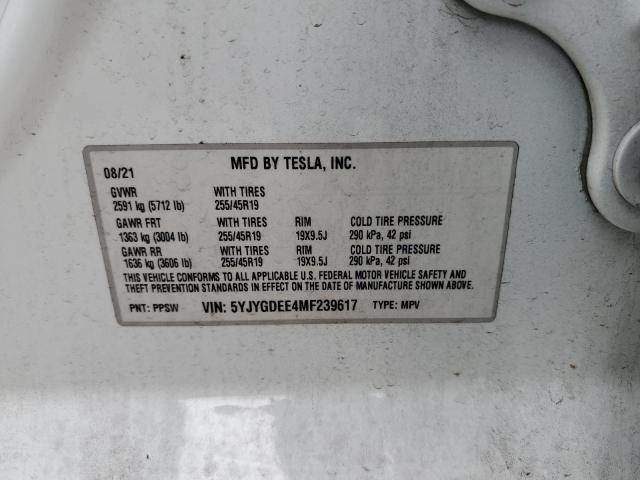 MFD BY TESLA, INC.
08/21
GVWR WITH TIRES
2591 kg (5712 lb) 255/45R19
GAWR FRT WITH TIRES RIM COLD TIRE PRESSURE
1363 kg (3004 lb) 255/45R19 19X9.5J 290 kPa, 42 psi
GAWR RR WITH TIRES RIM COLD TIRE PRESSURE
1636 kg (3606 lb) 255/45R19 19X9.5J 290 kPa, 42 psi
THIS VEHICLE CONFORMS TO ALL APPLICABLE U.S. FEDERAL MOTOR VEHICLE SAFETY AND
THEFT PREVENTION STANDARDS IN EFFECT ON THE DATE OF MANUFACTURE SHOWN ABOVE.
PNT: PPSW VIN: 5YJYGDEE4MF239617 TYPE: MPV